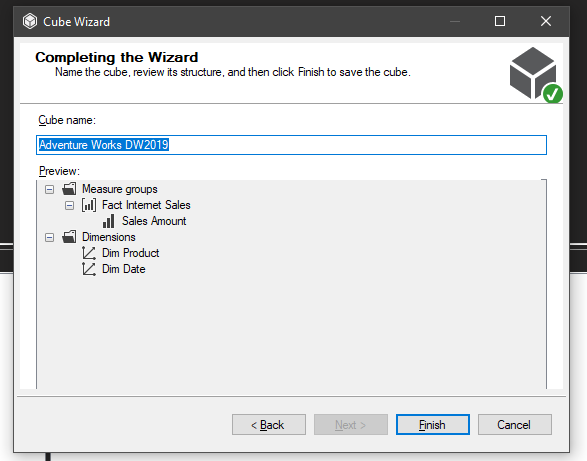 Cube Wizard
Completing the Wizard
Name the cube, review its structure, and then click Finish to save the cube.
Cube name:
Adventure Works DW2019
Preview:
Measure groups
Fact Internet Sales
Sales Amount
Dimensions
Dim Product
Dim Date
< Back Next > Finish Cancel